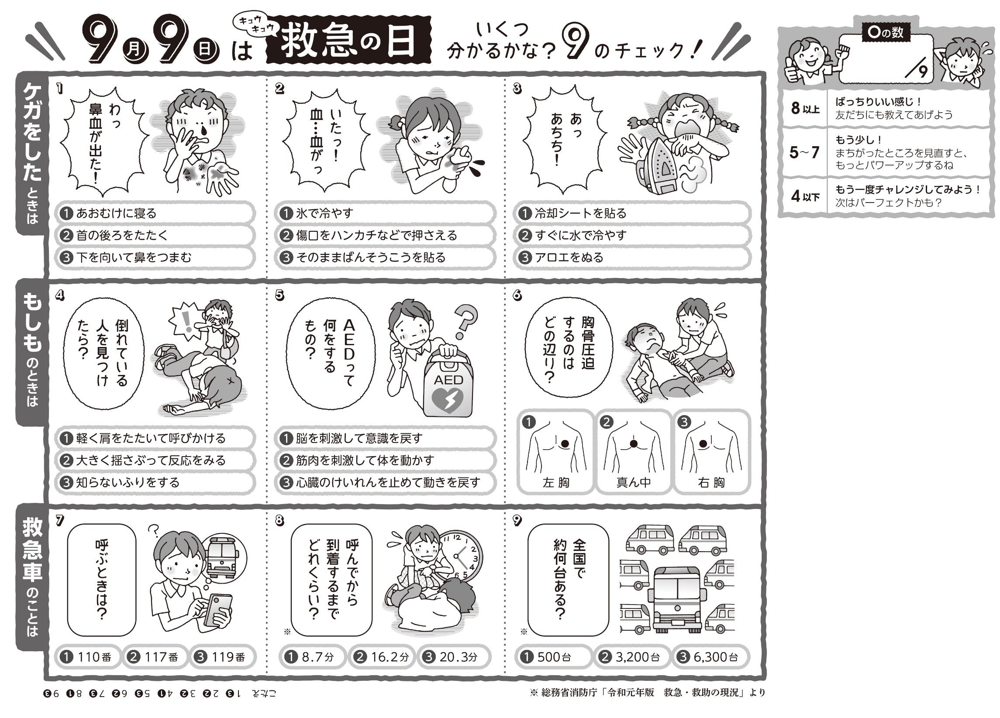 9月9日は
キュウ
キュウ
救急の日
いくつ
分かるかな？9のチェック！
ケガをしたときは
1
わっ
鼻血が出た！
❶あおむけに寝る
❷首の後ろをたたく
❸下を向いて鼻をつまむ
2
いたっ！
血…血がっ
❶氷で冷やす
❷傷口をハンカチなどで押さえる
❸そのままばんそうこうを貼る
3
あっ
あちち！
❶冷却シートを貼る
❷すぐに水で冷やす
❸アロエをぬる
もしものときは
4
倒れている
人を見つけ
たら？
!
❶軽く肩をたたいて呼びかける
❷大きく揺さぶって反応をみる
❸知らないふりをする
5
AEDって
何をする
もの？
?
AED
❶脳を刺激して意識を戻す
❷筋肉を刺激して体を動かす
❸心臓のけいれんを止めて動きを戻す
6
胸骨圧迫
するのは
どの辺り？
❶
左 胸
❷
真ん中
❸
右 胸
救急車のことは
7
呼ぶときは？
?
❶110番
❷117番
❸119番
8
呼んでから
到着するまで
どれくらい？
※
11 12 1 2 3 4 5 6
❶8.7分
❷16.2分
❸20.3分
9
全国で
約何台ある？
※
❶500台
❷3,200台
❸6,300台
こたえ 1❸ 2❷ 3❷ 4❶ 5❸ 6❷ 7❸ 8❶ 9❸
※ 総務省消防庁「令和元年版　救急・救助の現況」より
○の数
／9
8以上
ばっちりいい感じ！
友だちにも教えてあげよう
5〜7
もう少し！
まちがったところを見直すと、
もっとパワーアップするね
4以下
もう一度チャレンジしてみよう！
次はパーフェクトかも？